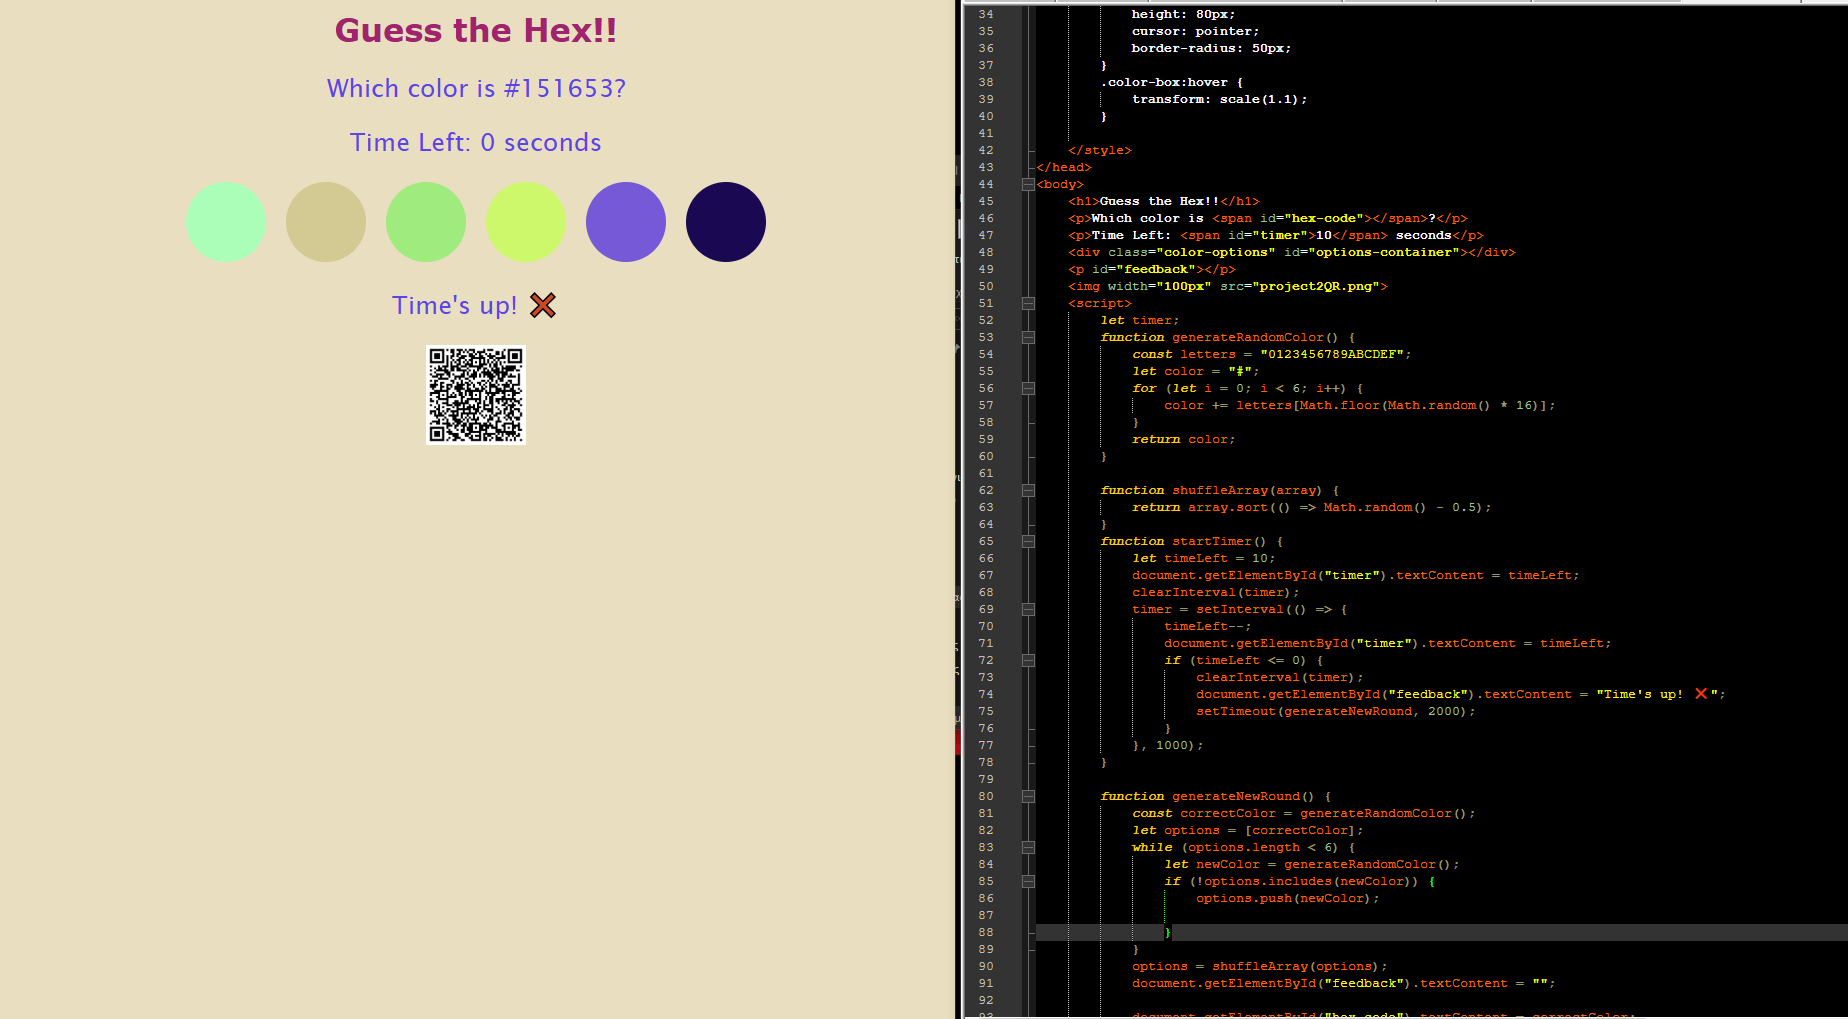 Guess the Hex!!
Which color is #151653?
Time Left: 0 seconds
Time's up! ❌
34 height: 80px;
35 cursor: pointer;
36 border-radius: 50px;
37 }
38 .color-box:hover {
39 transform: scale(1.1);
40 }
41
42 </style>
43 </head>
44 <body>
45 <h1>Guess the Hex!!</h1>
46 <p>Which color is <span id="hex-code"></span>?</p>
47 <p>Time Left: <span id="timer">10</span> seconds</p>
48 <div class="color-options" id="options-container"></div>
49 <p id="feedback"></p>
50 <img width="100px" src="project2QR.png">
51 <script>
52 let timer;
53 function generateRandomColor() {
54 const letters = "0123456789ABCDEF";
55 let color = "#";
56 for (let i = 0; i < 6; i++) {
57 color += letters[Math.floor(Math.random() * 16)];
58 }
59 return color;
60 }
61
62 function shuffleArray(array) {
63 return array.sort(() => Math.random() - 0.5);
64 }
65 function startTimer() {
66 let timeLeft = 10;
67 document.getElementById("timer").textContent = timeLeft;
68 clearInterval(timer);
69 timer = setInterval(() => {
70 timeLeft--;
71 document.getElementById("timer").textContent = timeLeft;
72 if (timeLeft <= 0) {
73 clearInterval(timer);
74 document.getElementById("feedback").textContent = "Time's up! ❌";
75 setTimeout(generateNewRound, 2000);
76 }
77 }, 1000);
78 }
79
80 function generateNewRound() {
81 const correctColor = generateRandomColor();
82 let options = [correctColor];
83 while (options.length < 6) {
84 let newColor = generateRandomColor();
85 if (!options.includes(newColor)) {
86 options.push(newColor);
87
88 }
89 }
90 options = shuffleArray(options);
91 document.getElementById("feedback").textContent = "";
92
93 document.getElementById("hex-code").textContent = correctColor;